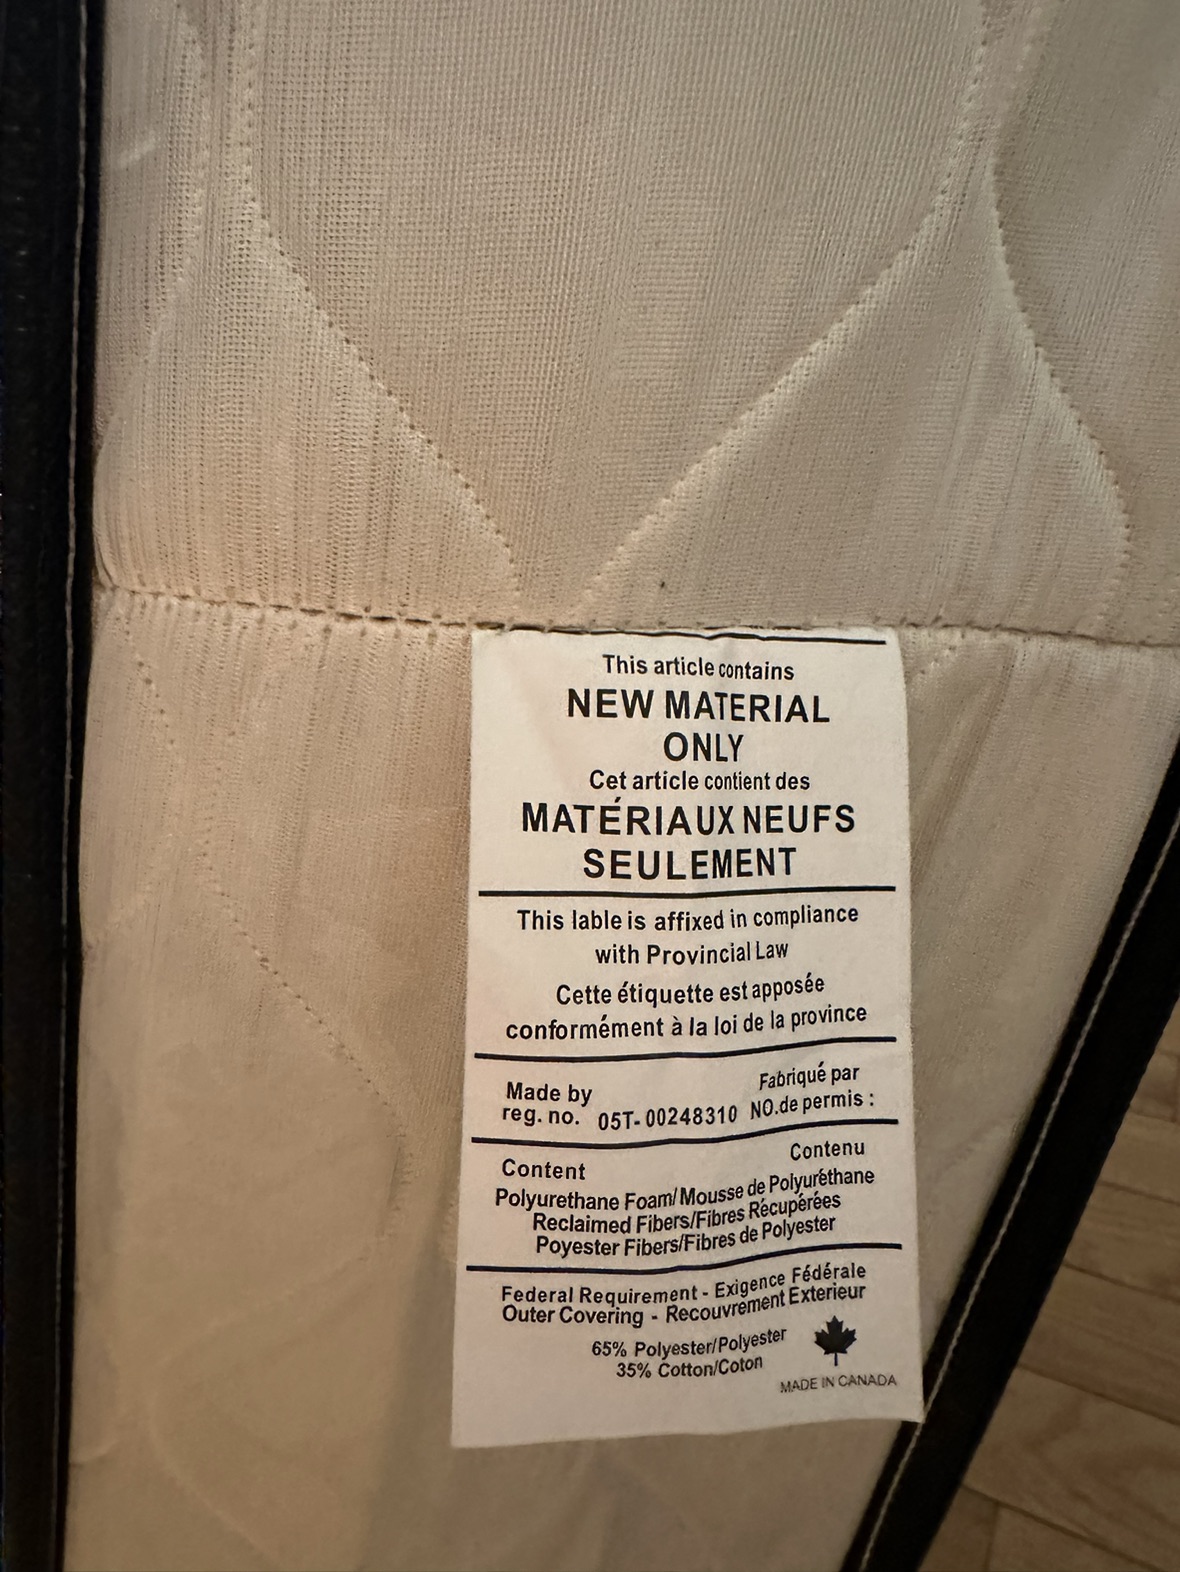 This article contains
NEW MATERIAL
ONLY
Cet article contient des
MATÉRIAUX NEUFS
SEULEMENT
This lable is affixed in compliance
with Provincial Law
Cette étiquette est apposée
conformément à la loi de la province
Made by Fabriqué par
reg. no. 05T-00248310 NO.de permis :
Content Contenu
Polyurethane Foam/Mousse de Polyuréthane
Reclaimed Fibers/Fibres Récupérées
Poyester Fibers/Fibres de Polyester
Federal Requirement - Exigence Fédérale
Outer Covering - Recouvrement Exterieur
65% Polyester/Polyester
35% Cotton/Coton
MADE IN CANADA